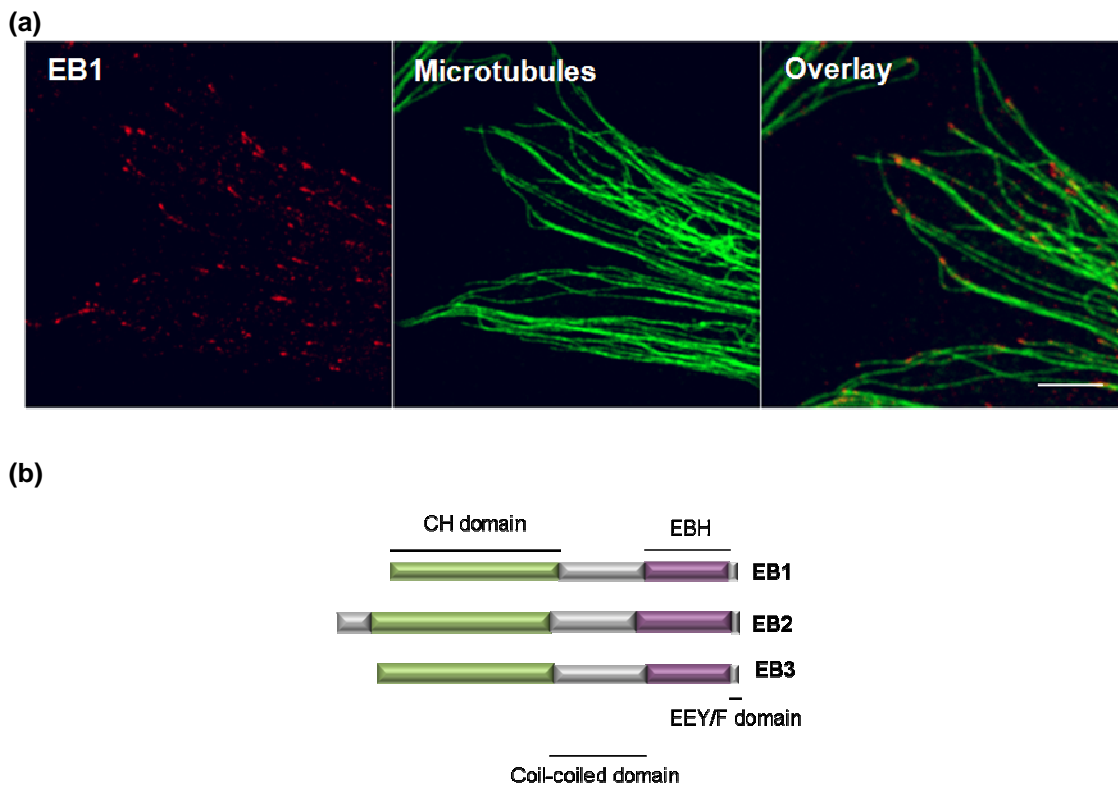 (a)
EB1
Microtubules
Overlay
(b)
CH domain
EBH
EB1
EB2
EB3
EEY/F domain
Coil-coiled domain